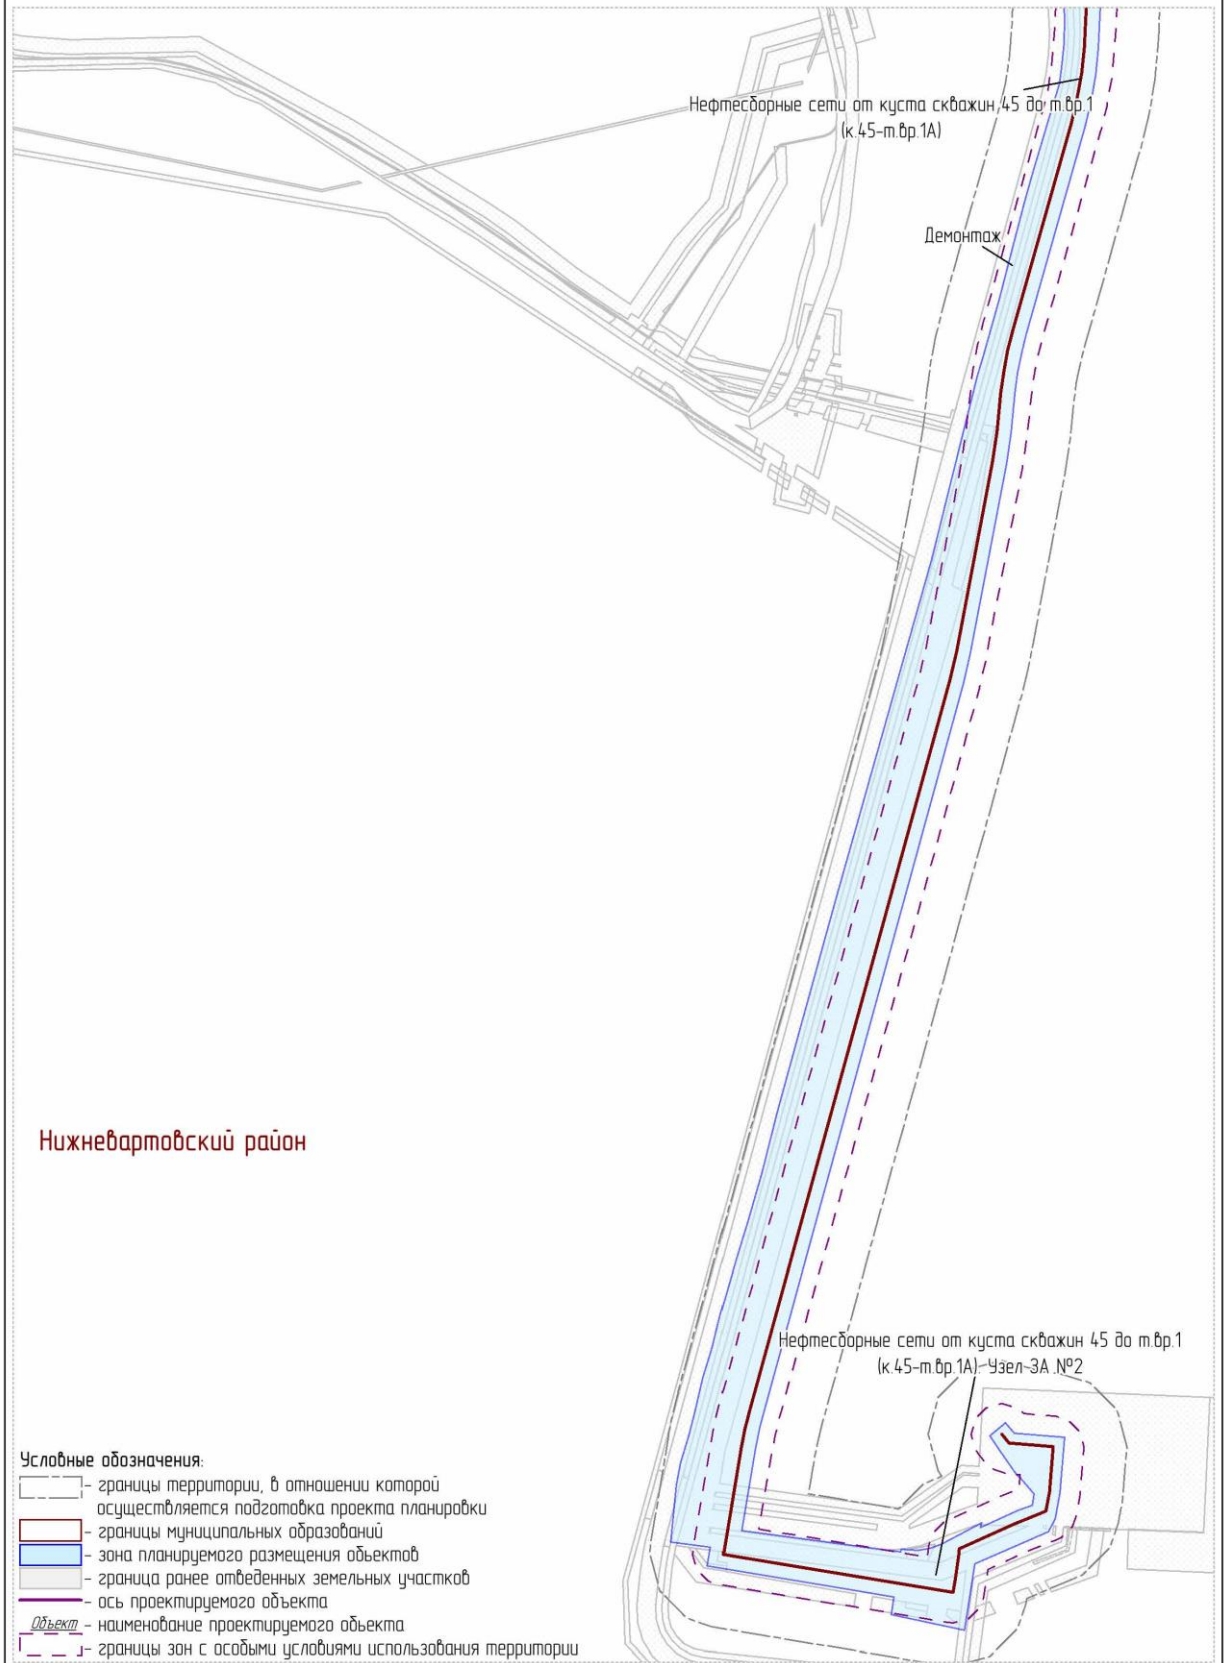 Нефтесборные сети от куста скважин 45 до т.вр.1
(к.45-т.вр.1А)
Демонтаж
Нижневартовский район
Нефтесборные сети от куста скважин 45 до т.вр.1
(к.45-т.вр.1А). Узел ЗА №2
Условные обозначения:
- границы территории, в отношении которой
осуществляется подготовка проекта планировки
- границы муниципальных образований
- зона планируемого размещения объектов
- граница ранее отведенных земельных участков
- ось проектируемого объекта
Объект - наименование проектируемого объекта
- границы зон с особыми условиями использования территории